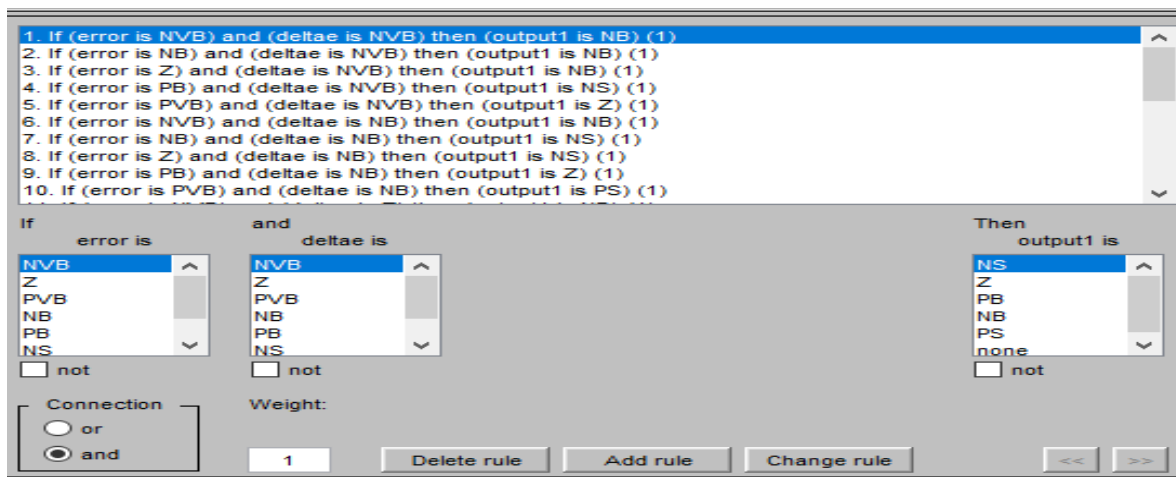 1. If (error is NVB) and (deltae is NVB) then (output1 is NB) (1)
2. If (error is NB) and (deltae is NVB) then (output1 is NB) (1)
3. If (error is Z) and (deltae is NVB) then (output1 is NB) (1)
4. If (error is PB) and (deltae is NVB) then (output1 is NS) (1)
5. If (error is PVB) and (deltae is NVB) then (output1 is Z) (1)
6. If (error is NVB) and (deltae is NB) then (output1 is NB) (1)
7. If (error is NB) and (deltae is NB) then (output1 is NS) (1)
8. If (error is Z) and (deltae is NB) then (output1 is NS) (1)
9. If (error is PB) and (deltae is NB) then (output1 is Z) (1)
10. If (error is PVB) and (deltae is NB) then (output1 is PS) (1)
If and Then
error is deltae is output1 is
NVB NVB NS
Z Z Z
PVB PVB PB
NB NB NB
PB PB PS
NS NS none
not not not
Connection Weight:
or
and 1 Delete rule Add rule Change rule << >>